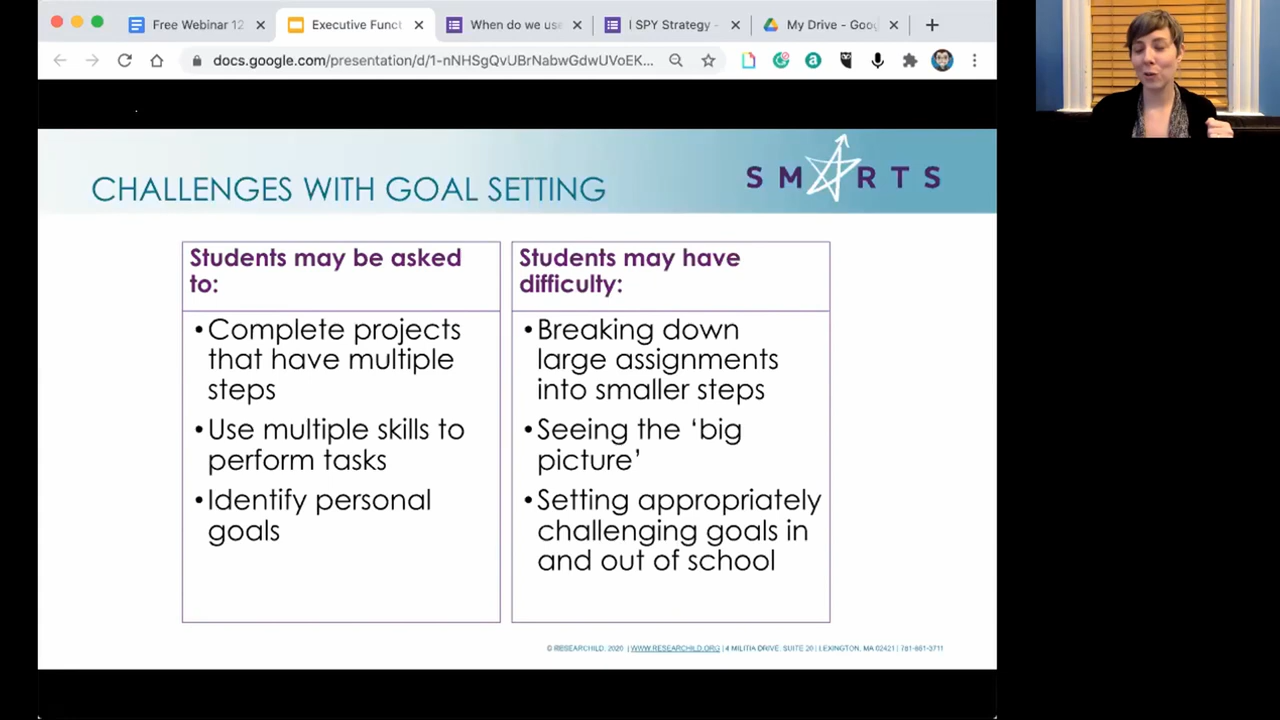 Free Webinar 12
Executive Funct
When do we use
I SPY Strategy -
My Drive - Goog
docs.google.com/presentation/d/1-nNHSgQvUBrNabwGdwUVoEK...
SMARTS
CHALLENGES WITH GOAL SETTING
Students may be asked
to:
•Complete projects
that have multiple
steps
•Use multiple skills to
perform tasks
•Identify personal
goals
Students may have
difficulty:
•Breaking down
large assignments
into smaller steps
•Seeing the ‘big
picture’
•Setting appropriately
challenging goals in
and out of school
© RESEARCHILD, 2020 | WWW.RESEARCHILD.ORG | 4 MILITIA DRIVE: SUITE 20 | LEXINGTON, MA 02421 | 781-861-3711